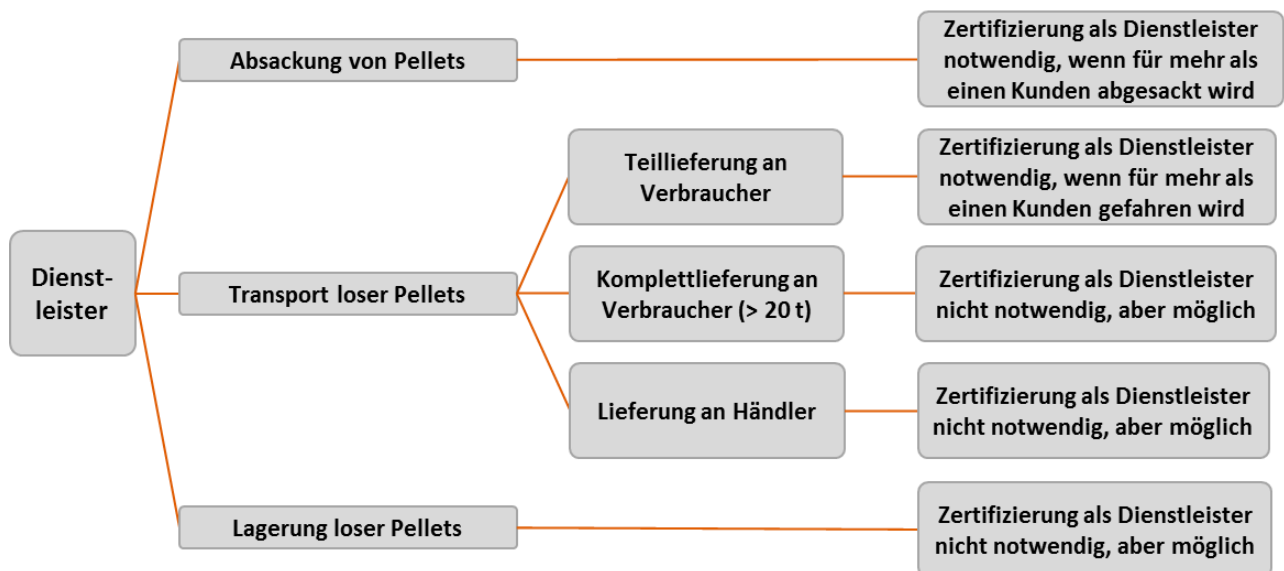 Absackung von Pellets
Zertifizierung als Dienstleister
notwendig, wenn für mehr als
einen Kunden abgesackt wird
Teillieferung an
Verbraucher
Zertifizierung als Dienstleister
notwendig, wenn für mehr als
einen Kunden gefahren wird
Dienst-
leister
Transport loser Pellets
Komplettlieferung an
Verbraucher (> 20 t)
Zertifizierung als Dienstleister
nicht notwendig, aber möglich
Lieferung an Händler
Zertifizierung als Dienstleister
nicht notwendig, aber möglich
Lagerung loser Pellets
Zertifizierung als Dienstleister
nicht notwendig, aber möglich